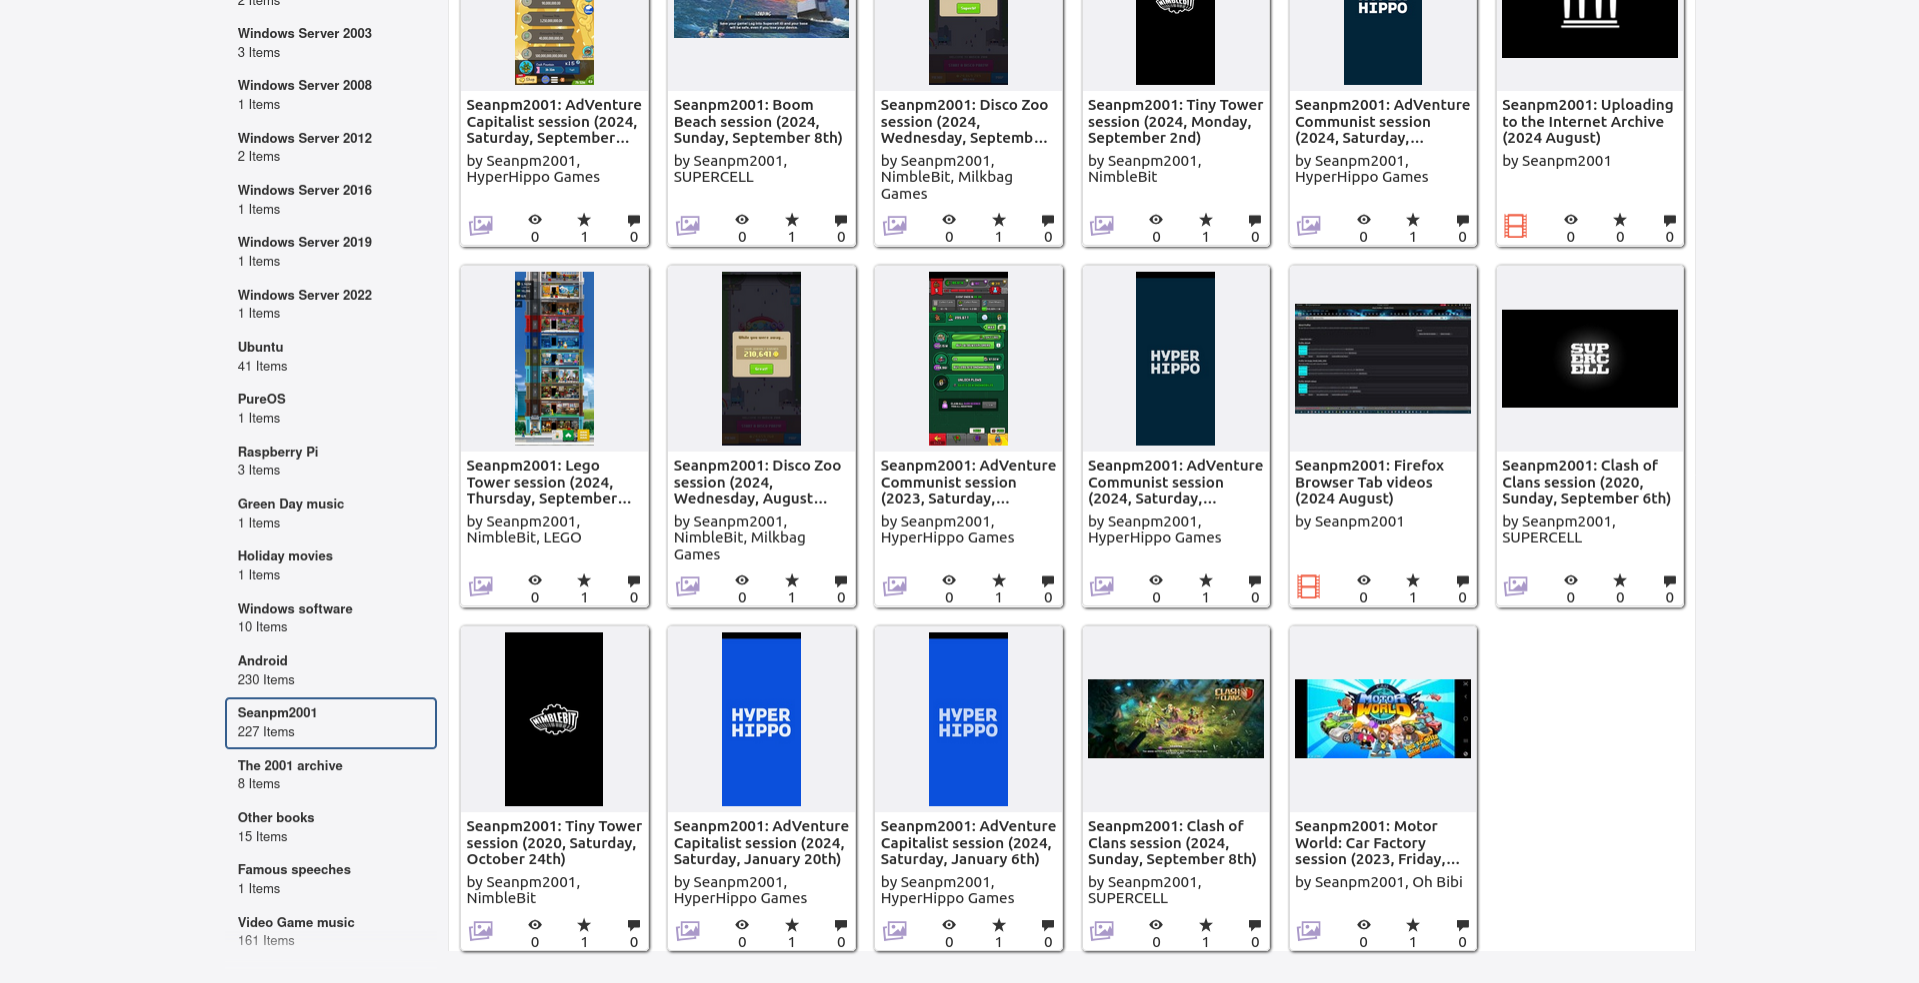 2 Items
Windows Server 2003
3 Items
Windows Server 2008
1 Items
Windows Server 2012
2 Items
Windows Server 2016
1 Items
Windows Server 2019
1 Items
Windows Server 2022
1 Items
Ubuntu
41 Items
PureOS
1 Items
Raspberry Pi
3 Items
Green Day music
1 Items
Holiday movies
1 Items
Windows software
10 Items
Android
230 Items
Seanpm2001
227 Items
The 2001 archive
8 Items
Other books
15 Items
Famous speeches
1 Items
Video Game music
161 Items
Seanpm2001: AdVenture
Capitalist session (2024,
Saturday, September...
by Seanpm2001,
HyperHippo Games
0 1 0
Seanpm2001: Boom
Beach session (2024,
Sunday, September 8th)
by Seanpm2001,
SUPERCELL
0 1 0
Seanpm2001: Disco Zoo
session (2024,
Wednesday, Septemb...
by Seanpm2001,
NimbleBit, Milkbag
Games
0 1 0
NIMBLEBIT
Seanpm2001: Tiny Tower
session (2024, Monday,
September 2nd)
by Seanpm2001,
NimbleBit
0 1 0
HIPPO
Seanpm2001: AdVenture
Communist session
(2024, Saturday,...
by Seanpm2001,
HyperHippo Games
0 1 0
Seanpm2001: Uploading
to the Internet Archive
(2024 August)
by Seanpm2001
0 0 0
Seanpm2001: Lego
Tower session (2024,
Thursday, September...
by Seanpm2001,
NimbleBit, LEGO
0 1 0
While you were away...
210,641
Seanpm2001: Disco Zoo
session (2024,
Wednesday, August...
by Seanpm2001,
NimbleBit, Milkbag
Games
0 1 0
Seanpm2001: AdVenture
Communist session
(2023, Saturday,...
by Seanpm2001,
HyperHippo Games
0 1 0
HYPER
HIPPO
Seanpm2001: AdVenture
Communist session
(2024, Saturday,...
by Seanpm2001,
HyperHippo Games
0 1 0
Seanpm2001: Firefox
Browser Tab videos
(2024 August)
by Seanpm2001
0 1 0
SUP
ERC
ELL
Seanpm2001: Clash of
Clans session (2020,
Sunday, September 6th)
by Seanpm2001,
SUPERCELL
0 0 0
NIMBLEBIT
Seanpm2001: Tiny Tower
session (2020, Saturday,
October 24th)
by Seanpm2001,
NimbleBit
0 1 0
HYPER
HIPPO
Seanpm2001: AdVenture
Capitalist session (2024,
Saturday, January 20th)
by Seanpm2001,
HyperHippo Games
0 1 0
HYPER
HIPPO
Seanpm2001: AdVenture
Capitalist session (2024,
Saturday, January 6th)
by Seanpm2001,
HyperHippo Games
0 1 0
CLASH
OF CLANS
Seanpm2001: Clash of
Clans session (2024,
Sunday, September 8th)
by Seanpm2001,
SUPERCELL
0 1 0
MOTOR
WORLD
Seanpm2001: Motor
World: Car Factory
session (2023, Friday,...
by Seanpm2001, Oh Bibi
0 1 0